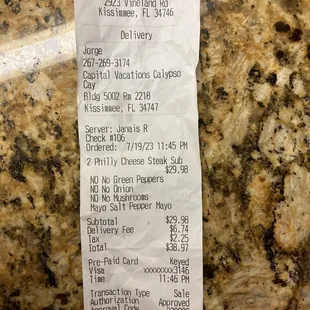 2923 Vineland Rd
Kissimmee, FL 34746
Delivery
Jorge
267-269-3174
Capital Vacations Calypso
Cay
Bldg 5002 Rm 2218
Kissimmee, FL 34747
Server: Janais R
Check #106
Ordered: 7/19/23 11:45 PM
2 Philly Cheese Steak Sub
$29.98
NO No Green Peppers
NO No Onion
NO No Mushrooms
Mayo Salt Pepper Mayo
Subtotal $29.98
Delivery Fee $6.74
Tax $2.25
Total $38.97
Pre-Paid Card Keyed
Visa xxxxxxxx3146
Time 11:46 PM
Transaction Type Sale
Authorization Approved
Approval Code